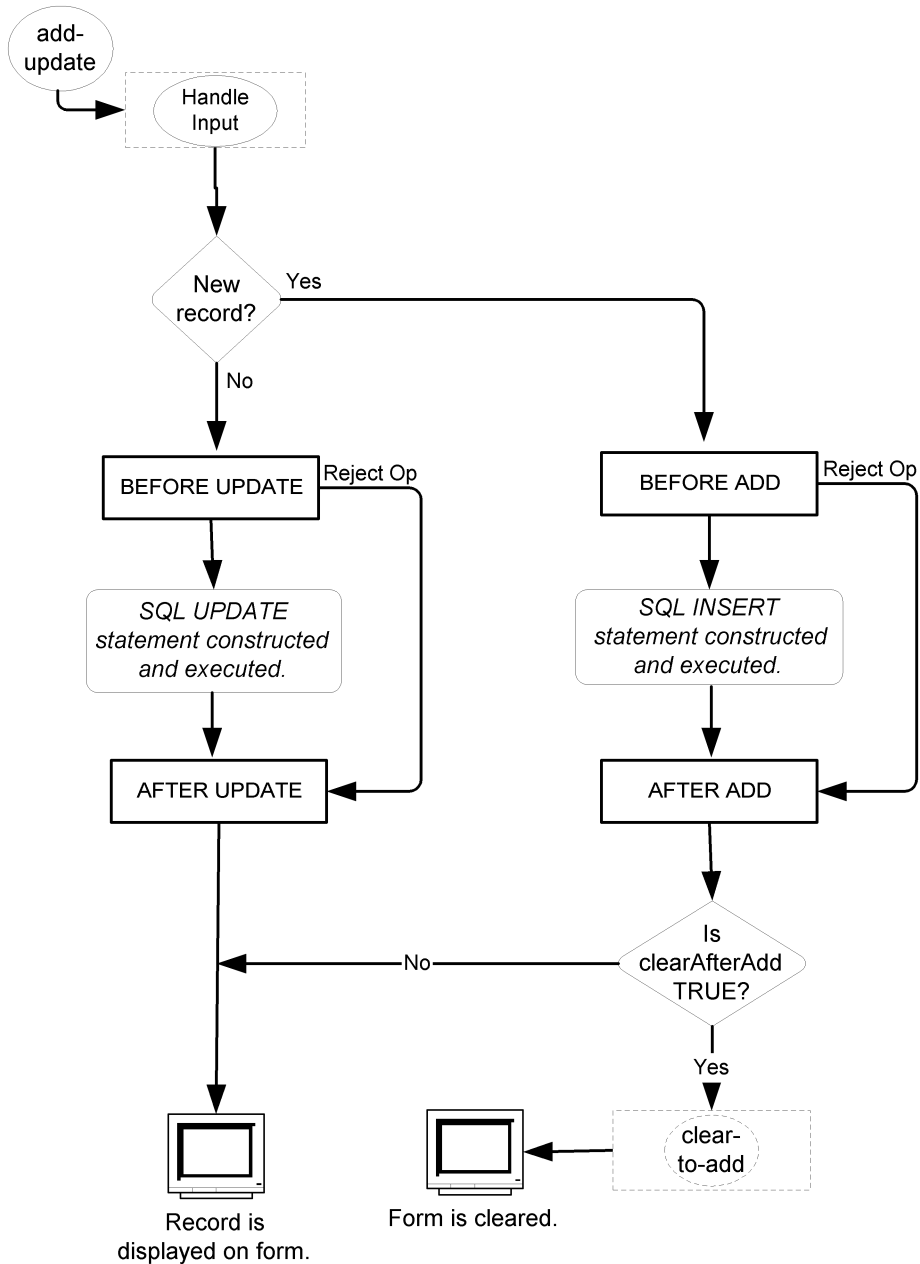 add-
update
Handle
Input
New
record?
Yes
No
BEFORE UPDATE
Reject Op
BEFORE ADD
Reject Op
SQL UPDATE
statement constructed
and executed.
SQL INSERT
statement constructed
and executed.
AFTER UPDATE
AFTER ADD
Is
clearAfterAdd
TRUE?
No
Yes
clear-
to-add
Form is cleared.
Record is
displayed on form.